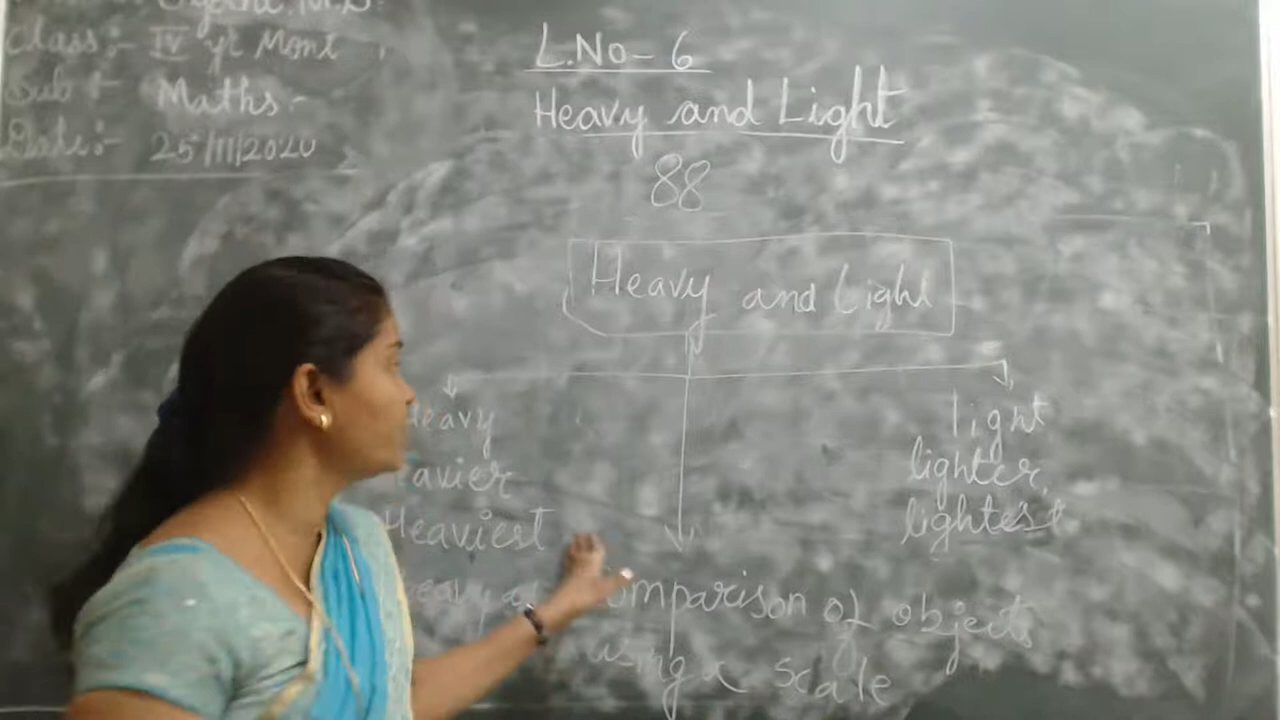 Class:- IV yr Mont
Sub:- Maths-
Date:- 25/11/2020
L.No- 6
Heavy and Light
88
Heavy and Light
Heavy
Heavier
Heaviest
light
lighter
lightest
comparison of objects
using a scale